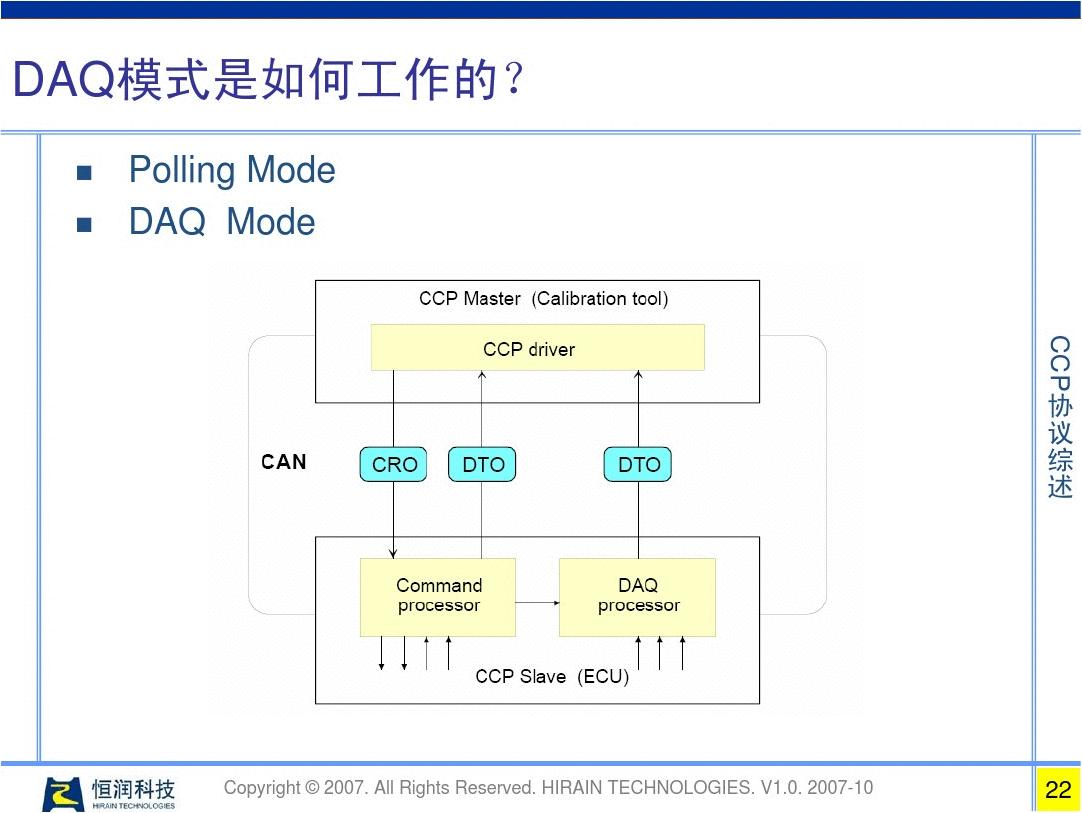 DAQ模式是如何工作的？
Polling Mode
DAQ Mode
CCP Master (Calibration tool)
CCP driver
CAN
CRO
DTO
DTO
Command
processor
DAQ
processor
CCP Slave (ECU)
CCP协议综述
恒润科技
HIRAIN TECHNOLOGIES
Copyright © 2007. All Rights Reserved. HIRAIN TECHNOLOGIES. V1.0. 2007-10
22